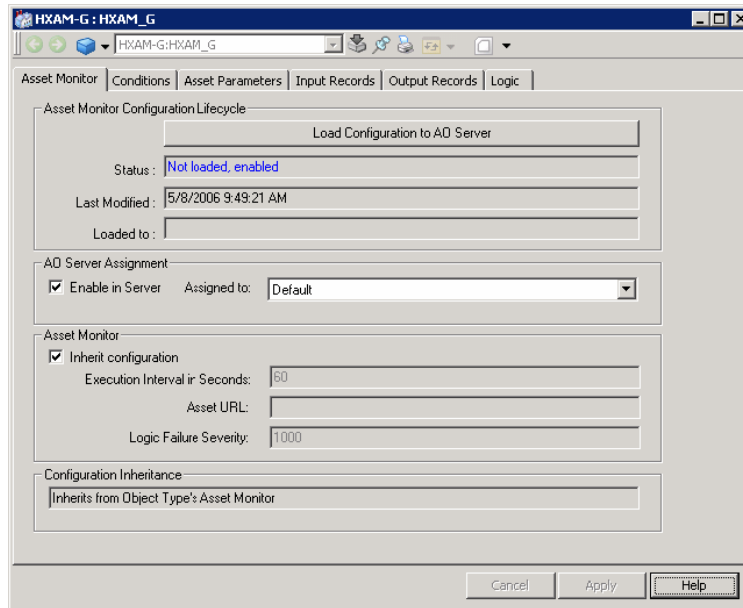 HXAM-G : HXAM_G
HXAM-G:HXAM_G
Asset Monitor Conditions Asset Parameters Input Records Output Records Logic
Asset Monitor Configuration Lifecycle
Load Configuration to AO Server
Status : Not loaded, enabled
Last Modified : 5/8/2006 9:49:21 AM
Loaded to :
AO Server Assignment
Enable in Server Assigned to: Default
Asset Monitor
Inherit configuration
Execution Interval ir Seconds: 60
Asset URL:
Logic Failure Severity: 1000
Configuration Inheritance
Inherits from Object Type's Asset Monitor
Cancel Apply Help